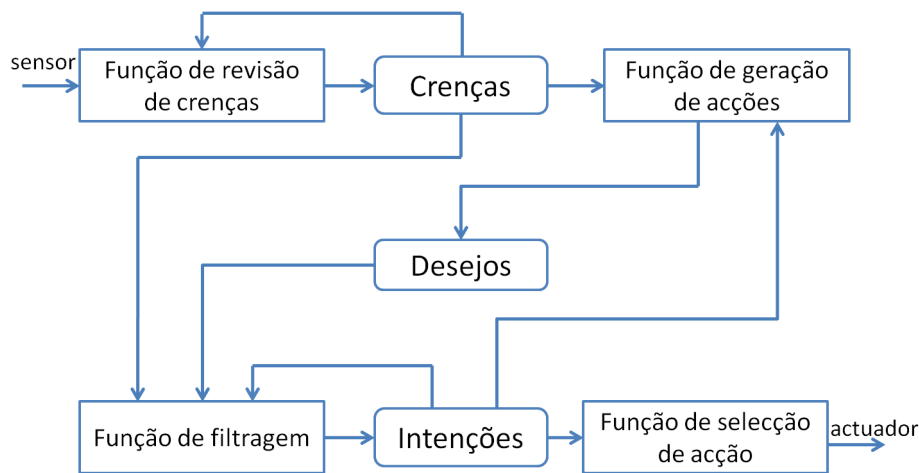 sensor
Função de revisão
de crenças
Crenças
Função de geração
de acções
Desejos
Função de filtragem
Intenções
Função de selecção
de acção
actuador